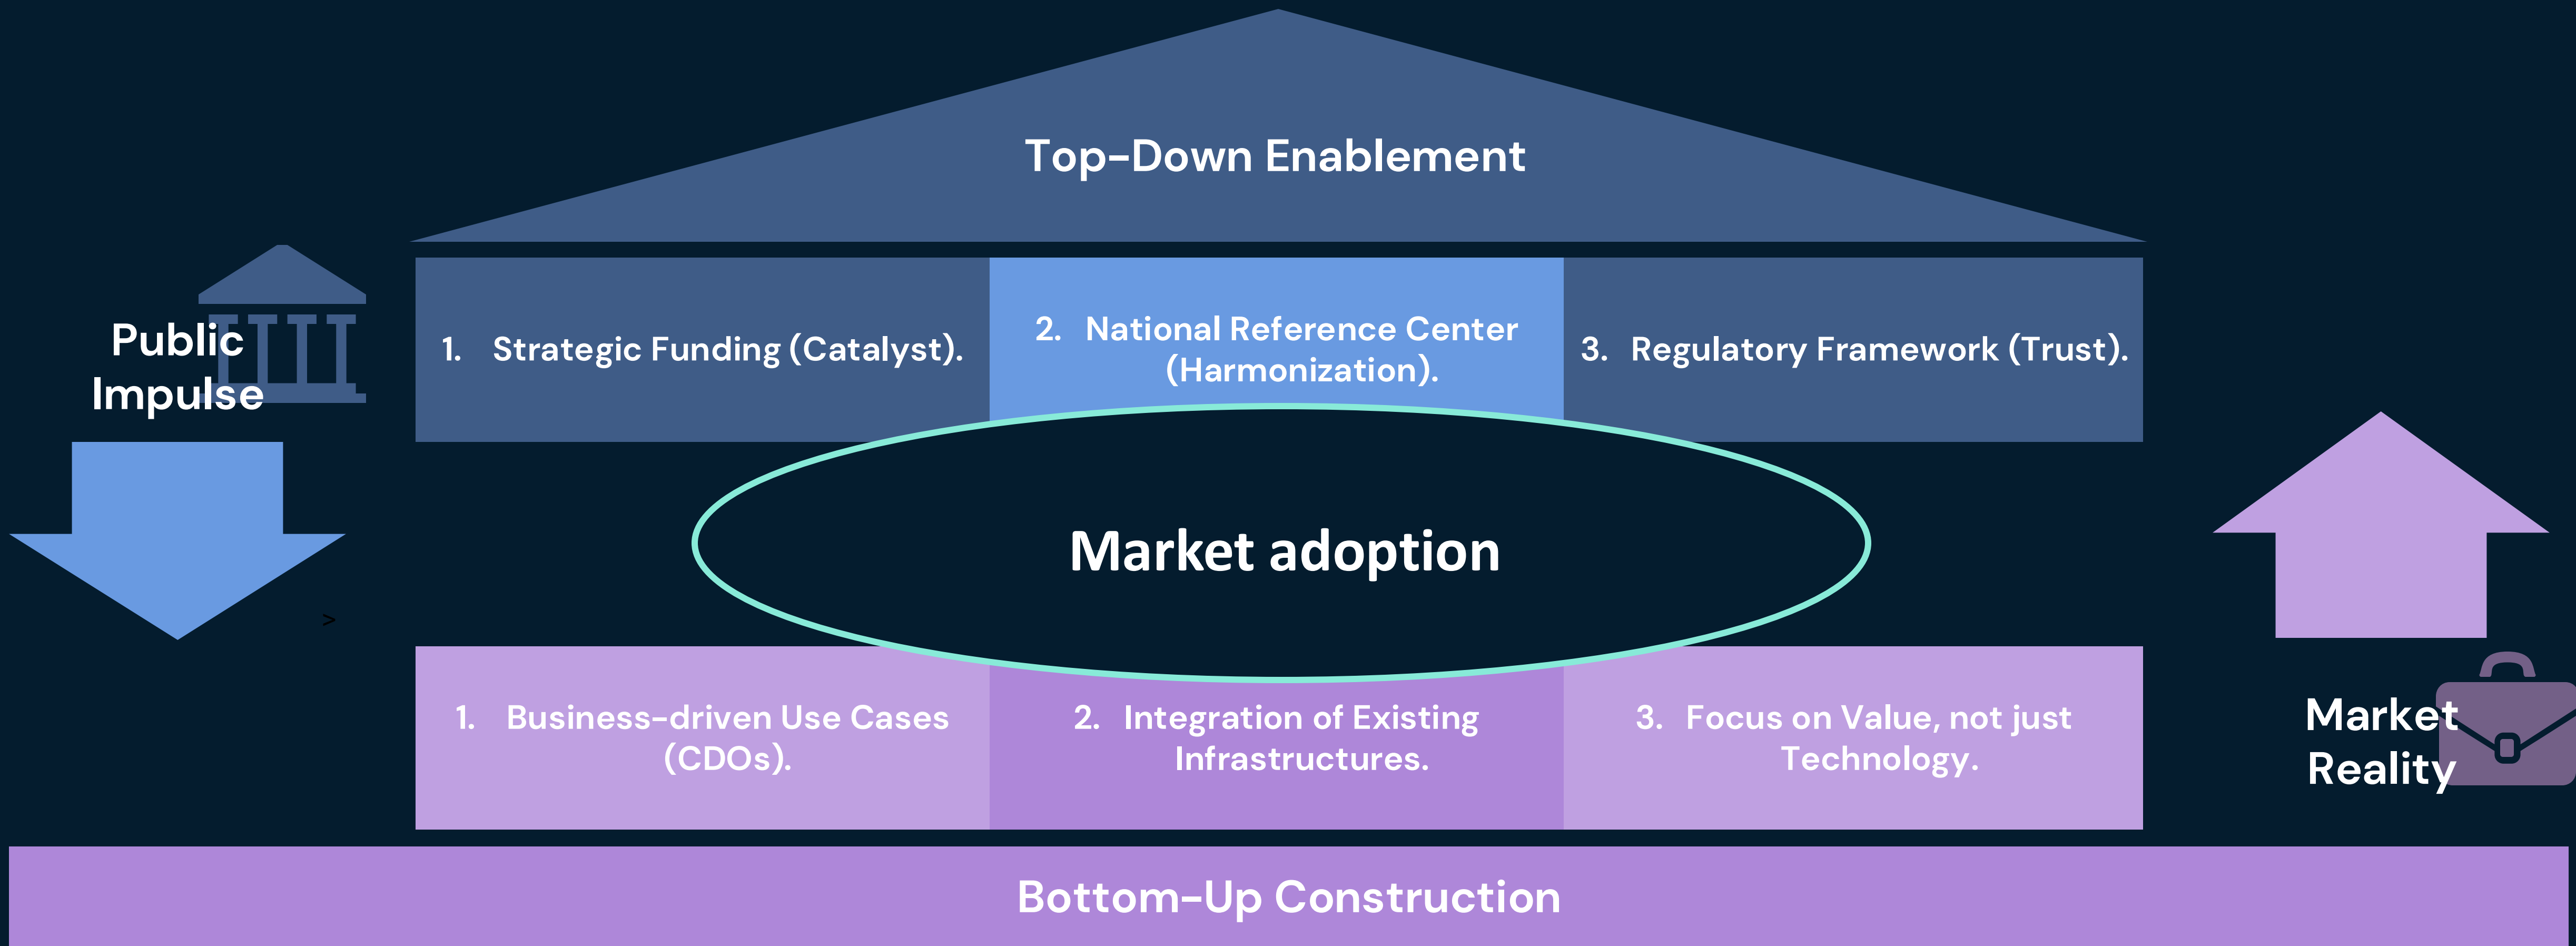 Top-Down Enablement
Public
Impulse
1. Strategic Funding (Catalyst).
2. National Reference Center
(Harmonization).
3. Regulatory Framework (Trust).
Market adoption
>
1. Business-driven Use Cases
(CDOs).
2. Integration of Existing
Infrastructures.
3. Focus on Value, not just
Technology.
Market
Reality
Bottom-Up Construction